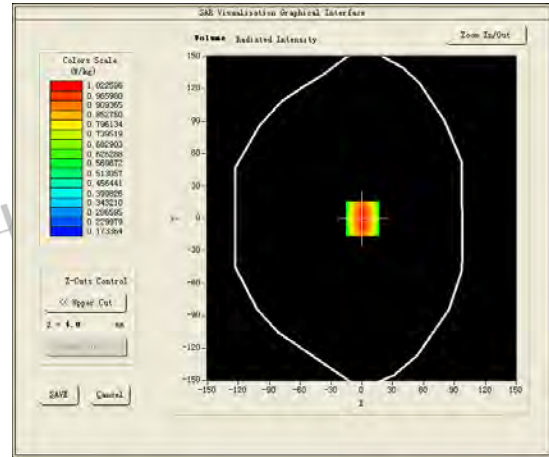 SAR Visualisation Graphical Interface
Volume Radiated Intensity
Zoom In/Out
Colors Scale
(W/kg)
1.022596
0.965980
0.909365
0.852750
0.796134
0.739519
0.682903
0.626288
0.569672
0.513057
0.456441
0.399826
0.343210
0.286595
0.229979
0.173364
150
120
90
60
30
0
-30
-60
-90
-120
-150
Y
-150 -120 -90 -60 -30 0 30 60 90 120 150
X
Z-Cuts Control
<< Upper Cut
Z = 4.0 mm
SAVE Cancel